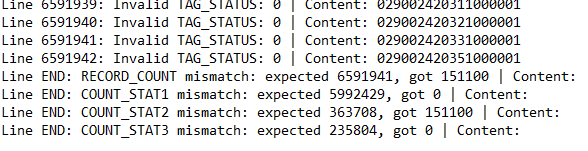 Line 6591939: Invalid TAG_STATUS: 0 | Content: 029002420311000001
Line 6591940: Invalid TAG_STATUS: 0 | Content: 029002420321000001
Line 6591941: Invalid TAG_STATUS: 0 | Content: 029002420331000001
Line 6591942: Invalid TAG_STATUS: 0 | Content: 029002420351000001
Line END: RECORD_COUNT mismatch: expected 6591941, got 151100 | Content:
Line END: COUNT_STAT1 mismatch: expected 5992429, got 0 | Content:
Line END: COUNT_STAT2 mismatch: expected 363708, got 151100 | Content:
Line END: COUNT_STAT3 mismatch: expected 235804, got 0 | Content: